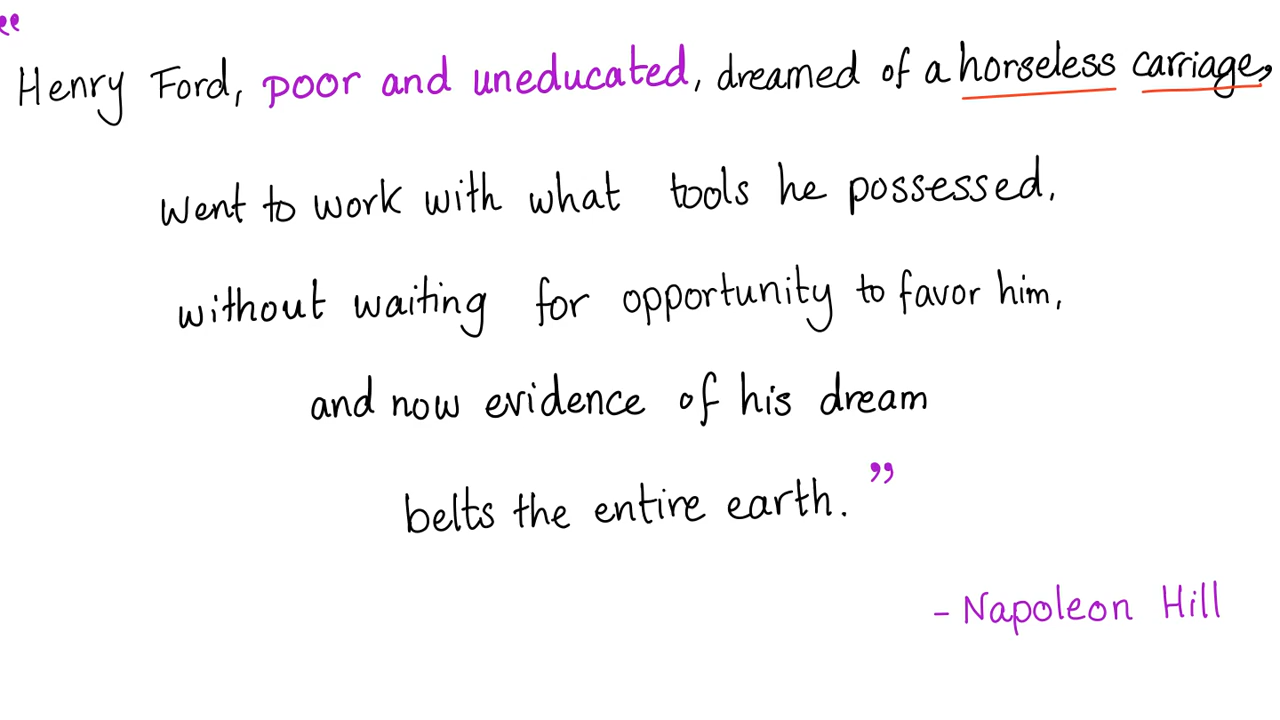 “
Henry Ford, poor and uneducated, dreamed of a horseless carriage,
went to work with what tools he possessed,
without waiting for opportunity to favor him,
and now evidence of his dream
belts the entire earth.”
- Napoleon Hill